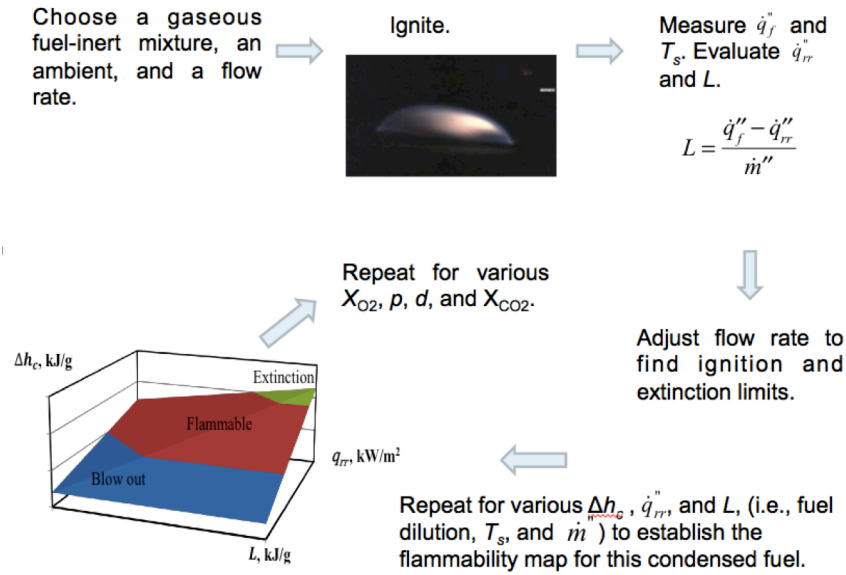 Choose a gaseous
fuel-inert mixture, an
ambient, and a flow
rate.
Ignite.
Measure q̇″f and
Ts. Evaluate q̇″rr
and L.
L = (q̇″f − q̇″rr) / ṁ″
Adjust flow rate to
find ignition and
extinction limits.
Repeat for various Δhc , q̇″rr, and L, (i.e., fuel
dilution, Ts, and ṁ″) to establish the
flammability map for this condensed fuel.
Δhc, kJ/g
Extinction
Flammable
Blow out
qrr, kW/m²
L, kJ/g
Repeat for various
XO2, p, d, and XCO2.